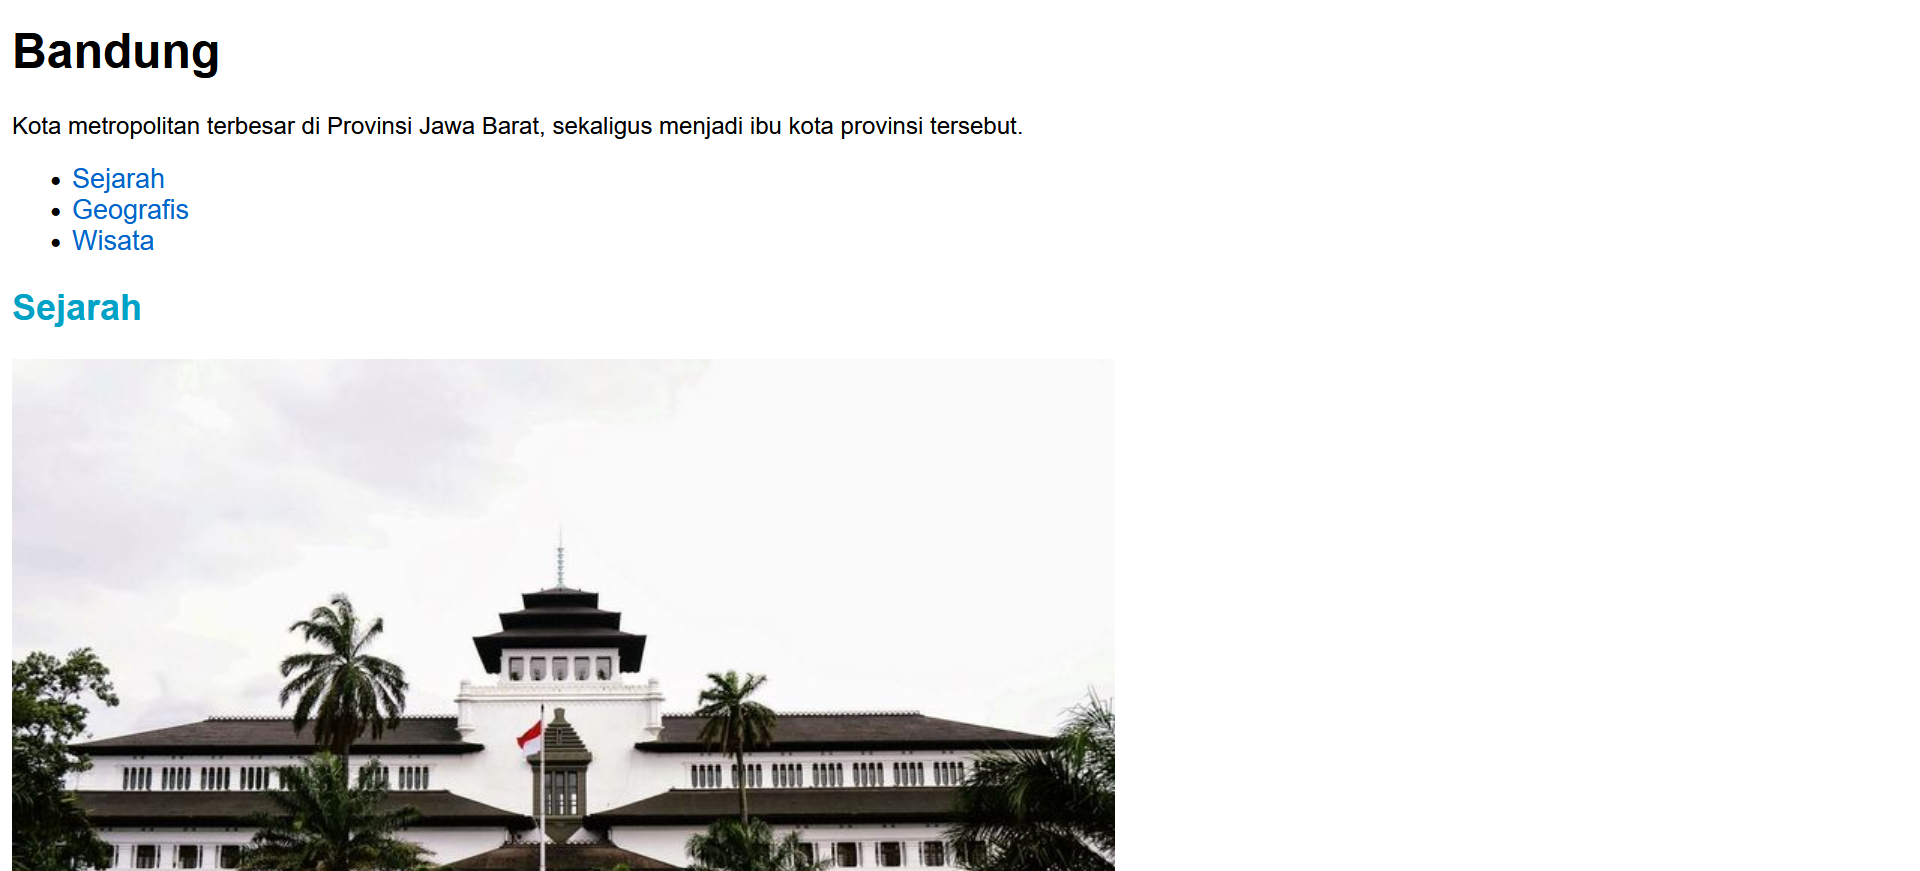 Bandung
Kota metropolitan terbesar di Provinsi Jawa Barat, sekaligus menjadi ibu kota provinsi tersebut.
Sejarah
Geografis
Wisata
Sejarah